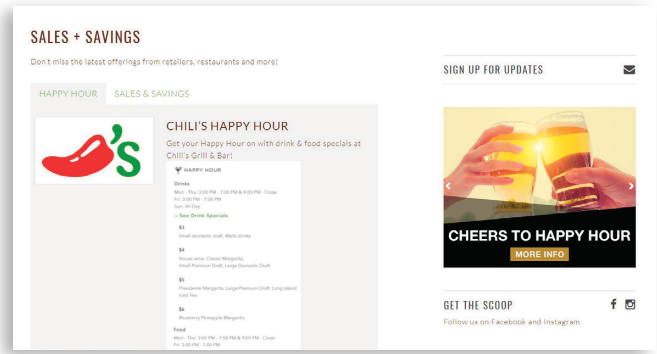 SALES + SAVINGS
Don't miss the latest offerings from retailers, restaurants and more!
HAPPY HOUR
SALES & SAVINGS
'S
CHILI'S HAPPY HOUR
Get your Happy Hour on with drink & food specials at
Chili's Grill & Bar!
HAPPY HOUR
Drinks
Mon - Thu: 3:00 PM - 7:00 PM & 9:00 PM - Close
Fri: 3:00 PM - 7:00 PM
Sun: All Day
+ See Drink Specials
$3
Small domestic draft, Wells drinks
$4
House wine, Classic Margarita,
Small Premium Draft, Large Domestic Draft
$5
Presidente Margarita, Large Premium Draft, Long Island
Iced Tea
$6
Blueberry Pineapple Margarita
Food
Mon - Thu: 3:00 PM - 7:00 PM & 9:00 PM - Close
Fri: 3:00 PM - 7:00 PM
SIGN UP FOR UPDATES
CHEERS TO HAPPY HOUR
MORE INFO
GET THE SCOOP
Follow us on Facebook and Instagram